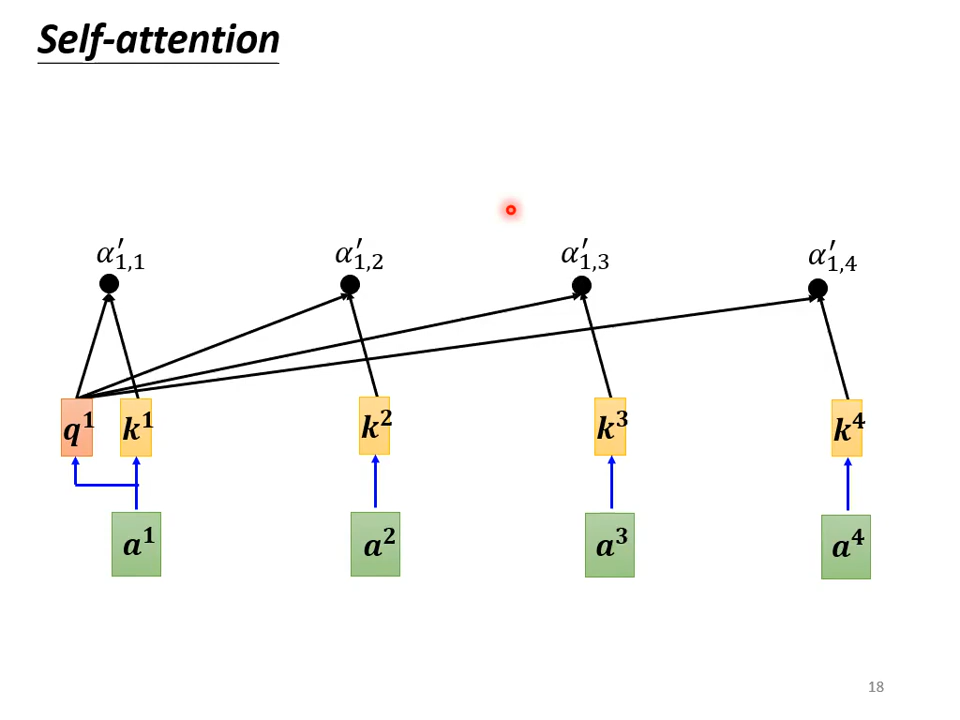 Self-attention
α′1,1 α′1,2 α′1,3 α′1,4
q¹ k¹ k² k³ k⁴
a¹ a² a³ a⁴
18